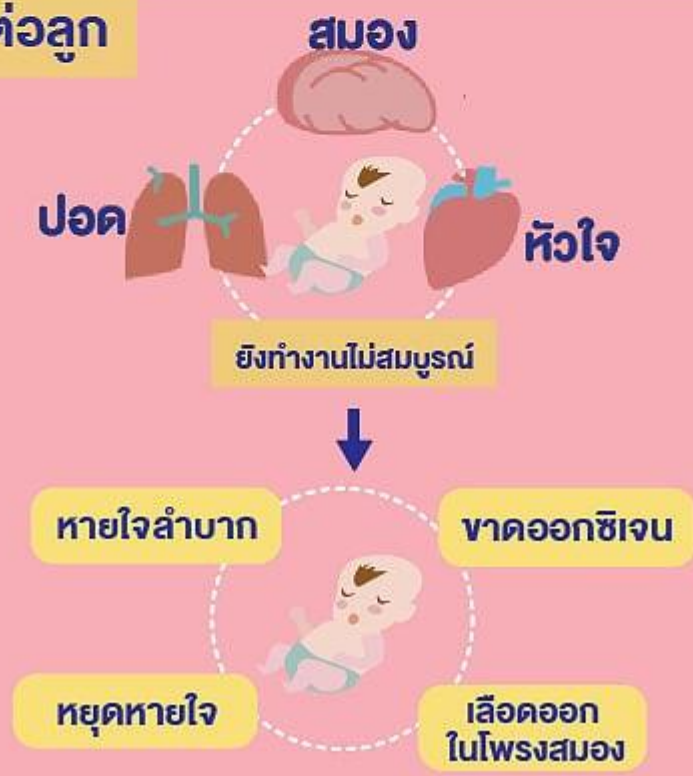 ต่อลูก
สมอง
ปอด
หัวใจ
ยังทำงานไม่สมบูรณ์
หายใจลำบาก
ขาดออกซิเจน
หยุดหายใจ
เลือดออก
ในโพรงสมอง